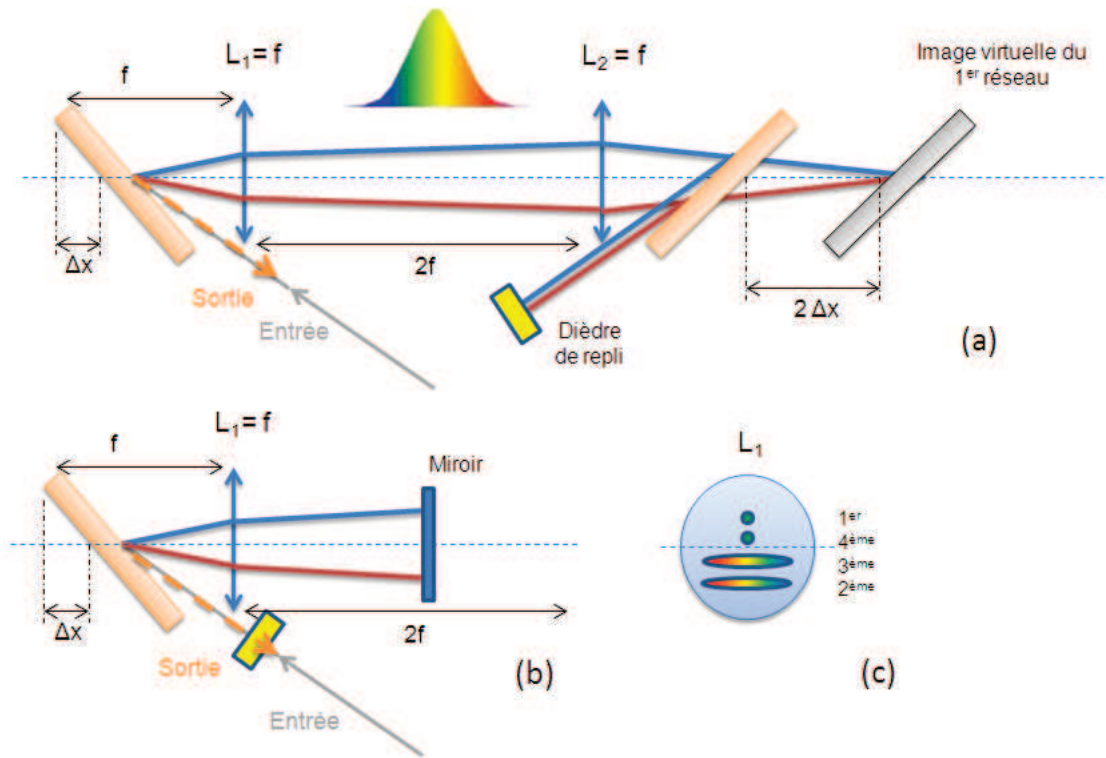 L₁= f
L₂ = f
f
Image virtuelle du
1er réseau
Δx
2f
Sortie
Entrée
Dièdre
de repli
2 Δx
(a)
L₁= f
f
Miroir
L₁
1er
4ème
3ème
2ème
Δx
2f
Sortie
Entrée
(b)
(c)